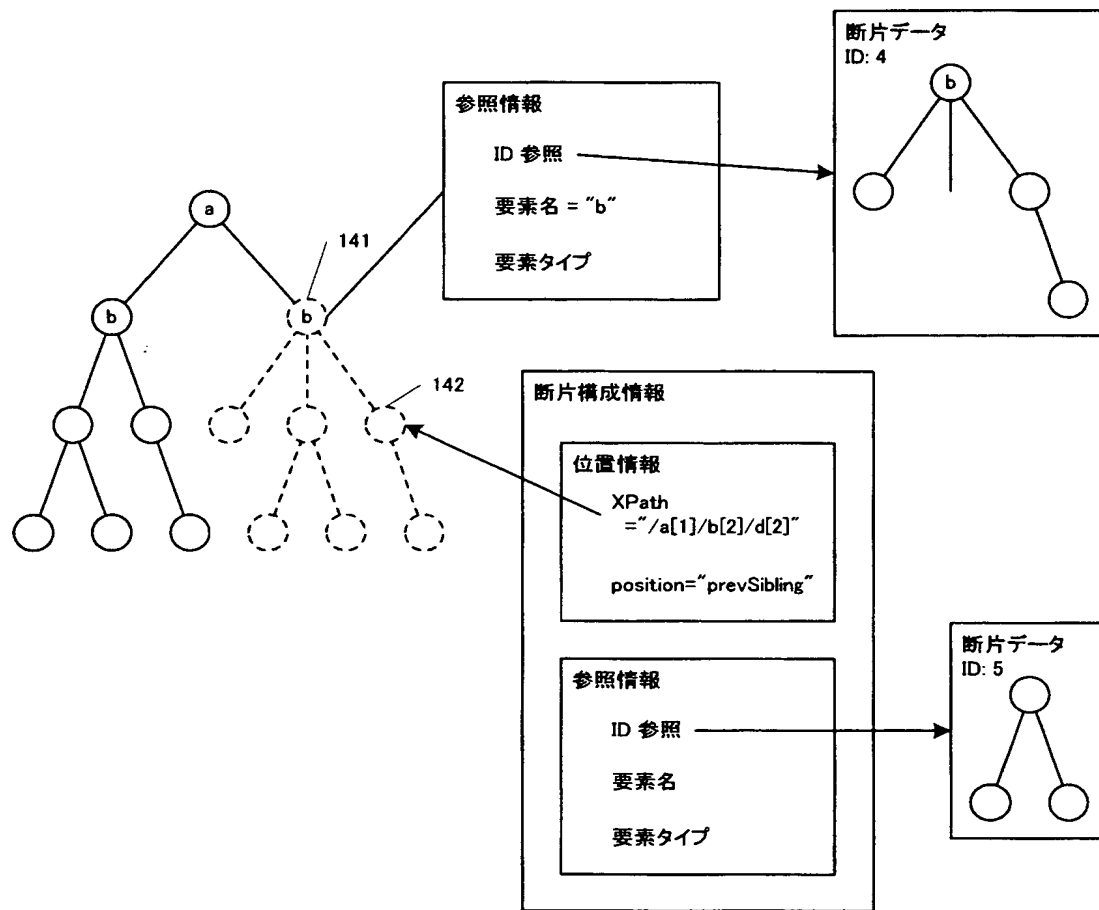 断片データ
ID: 4
b
参照情報
ID 参照
要素名 = "b"
要素タイプ
a
141
b
b
142
断片構成情報
位置情報
XPath
="/a[1]/b[2]/d[2]"
position="prevSibling"
断片データ
ID: 5
参照情報
ID 参照
要素名
要素タイプ